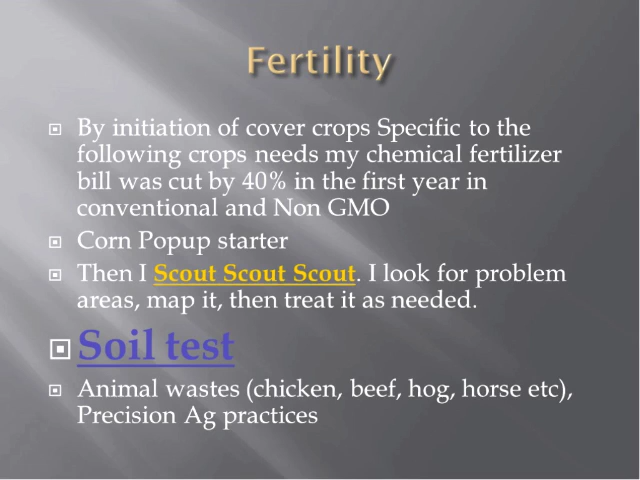 Fertility
By initiation of cover crops Specific to the
following crops needs my chemical fertilizer
bill was cut by 40% in the first year in
conventional and Non GMO
Corn Popup starter
Then I Scout Scout Scout. I look for problem
areas, map it, then treat it as needed.
Soil test
Animal wastes (chicken, beef, hog, horse etc),
Precision Ag practices